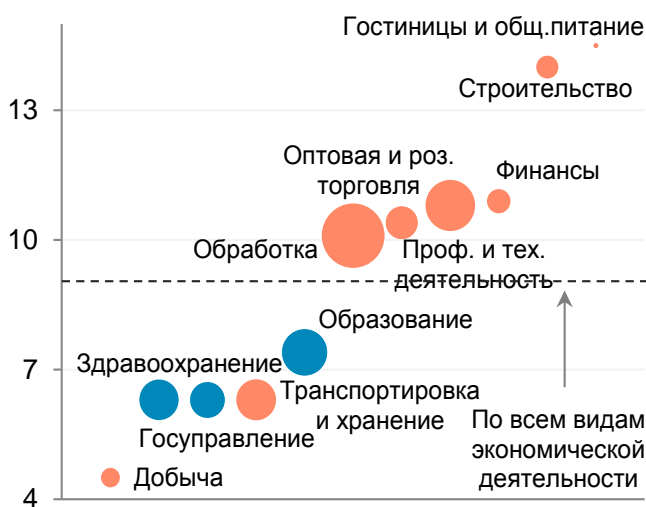 Гостиницы и общ.питание
Строительство
13
Оптовая и роз.
торговля
Финансы
10
Обработка
Проф. и тех.
деятельность
Образование
7
Здравоохранение
Транспортировка
и хранение
Госуправление
По всем видам
экономической
деятельности
Добыча
4